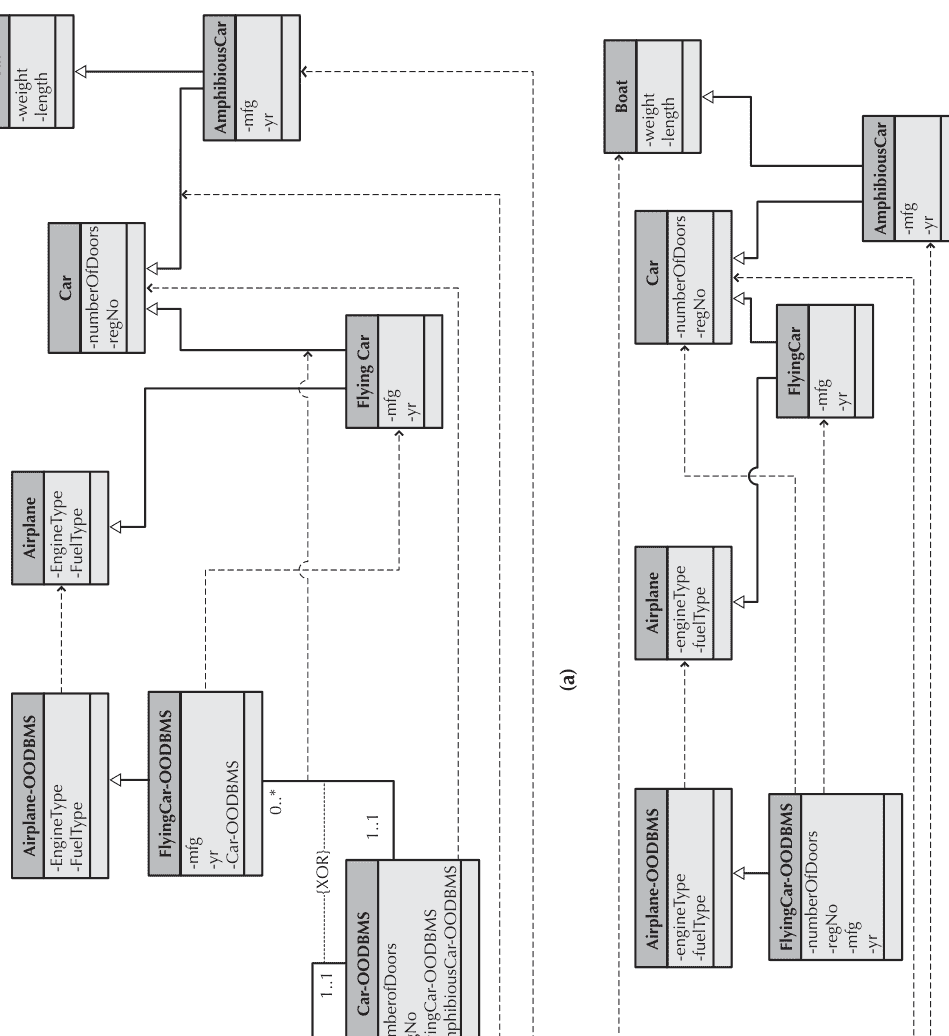 Airplane-OODBMS
-EngineType
-FuelType
Airplane
-EngineType
-FuelType
Car
-numberOfDoors
-regNo
-weight
-length
FlyingCar-OODBMS
-mfg
-yr
-Car-OODBMS
AmphibiousCar
-mfg
-yr
0..*
{XOR}
1..1
1..1
Flying Car
-mfg
-yr
Car-OODBMS
mberofDoors
gNo
ingCar-OODBMS
phibiousCar-OODBMS
(a)
Boat
-weight
-length
Airplane-OODBMS
-engineType
-fuelType
Airplane
-engineType
-fuelType
Car
-numberOfDoors
-regNo
FlyingCar-OODBMS
-numberOfDoors
-regNo
-mfg
-yr
FlyingCar
-mfg
-yr
AmphibiousCar
-mfg
-yr